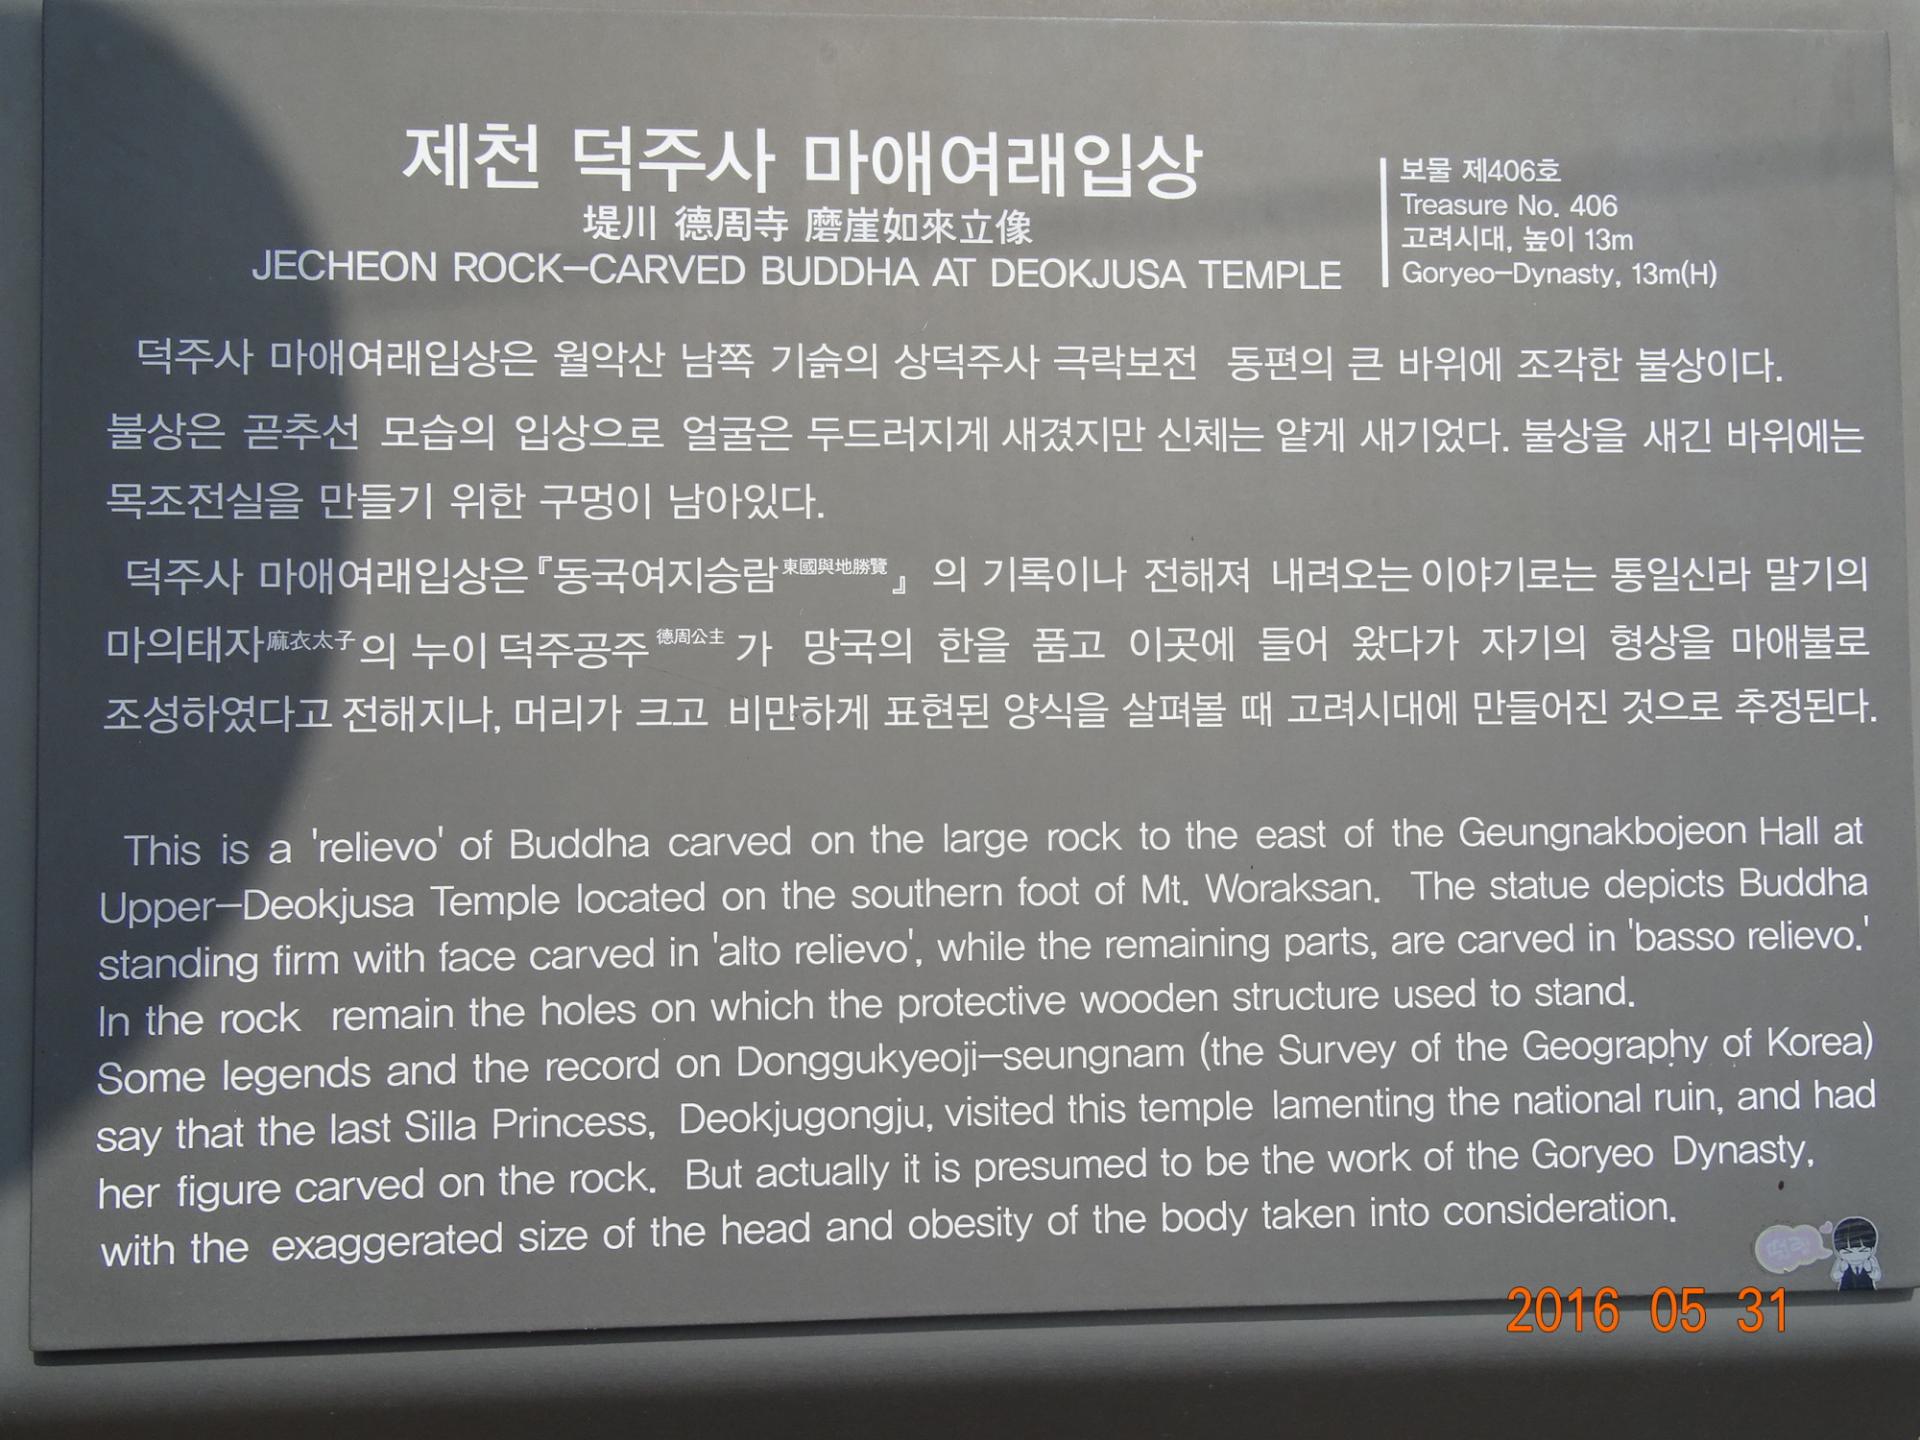 제천 덕주사 마애여래입상
堤川 德周寺 磨崖如來立像
JECHEON ROCK-CARVED BUDDHA AT DEOKJUSA TEMPLE
보물 제406호
Treasure No. 406
고려시대, 높이 13m
Goryeo-Dynasty, 13m(H)
덕주사 마애여래입상은 월악산 남쪽 기슭의 상덕주사 극락보전 동편의 큰 바위에 조각한 불상이다.
불상은 곧추선 모습의 입상으로 얼굴은 두드러지게 새겼지만 신체는 얕게 새기었다. 불상을 새긴 바위에는
목조전실을 만들기 위한 구멍이 남아있다.
덕주사 마애여래입상은『동국여지승람東國與地勝覽』의 기록이나 전해져 내려오는 이야기로는 통일신라 말기의
마의태자麻衣太子의 누이 덕주공주德周公主가 망국의 한을 품고 이곳에 들어 왔다가 자기의 형상을 마애불로
조성하였다고 전해지나, 머리가 크고 비만하게 표현된 양식을 살펴볼 때 고려시대에 만들어진 것으로 추정된다.
This is a 'relievo' of Buddha carved on the large rock to the east of the Geungnakbojeon Hall at
Upper-Deokjusa Temple located on the southern foot of Mt. Woraksan. The statue depicts Buddha
standing firm with face carved in 'alto relievo', while the remaining parts, are carved in 'basso relievo.'
In the rock remain the holes on which the protective wooden structure used to stand.
Some legends and the record on Donggukyeoji-seungnam (the Survey of the Geography of Korea)
say that the last Silla Princess, Deokjugongju, visited this temple lamenting the national ruin, and had
her figure carved on the rock. But actually it is presumed to be the work of the Goryeo Dynasty,
with the exaggerated size of the head and obesity of the body taken into consideration.
2016 05 31